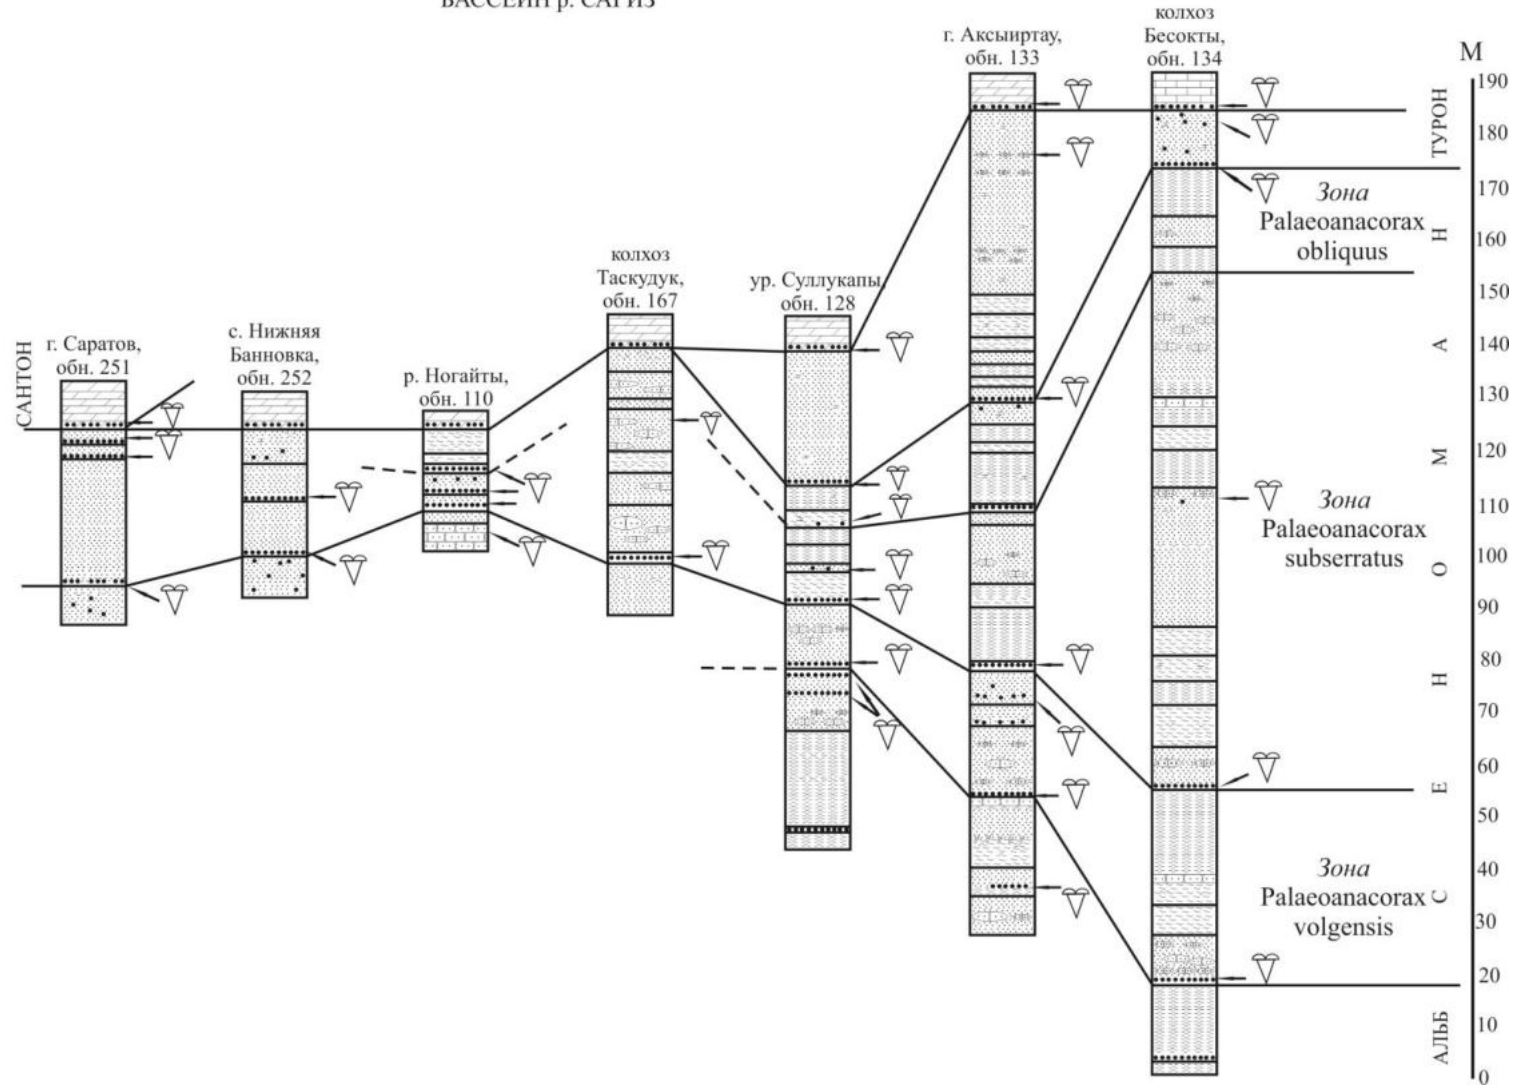 БАССЕЙН р. САГИЗ
г. Саратов,
обн. 251
с. Нижняя
Банновка,
обн. 252
р. Ногайты,
обн. 110
колхоз
Таскудук,
обн. 167
ур. Суллукапы,
обн. 128
г. Аксыиртау,
обн. 133
колхоз
Бесокты,
обн. 134
САНТОН
ТУРОН
СЕНОМАН
АЛЬБ
Зона
Palaeoanacorax
obliquus
Зона
Palaeoanacorax
subserratus
Зона
Palaeoanacorax
volgensis
М
190
180
170
160
150
140
130
120
110
100
90
80
70
60
50
40
30
20
10
0